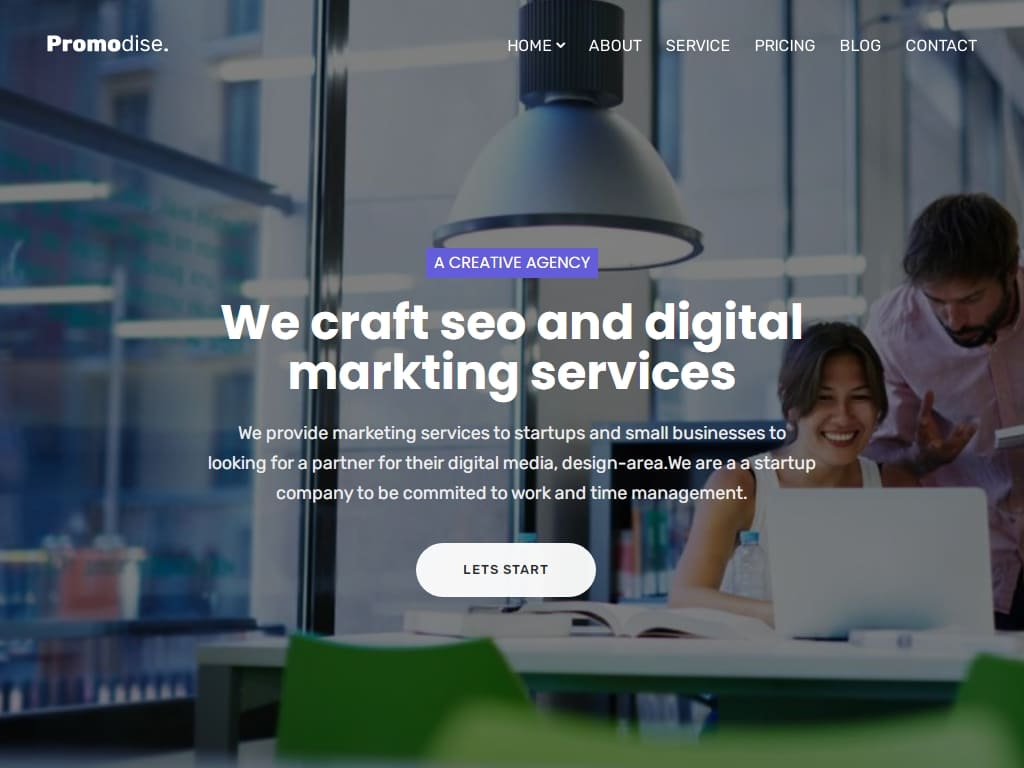 Promodise.
HOME ABOUT SERVICE PRICING BLOG CONTACT
A CREATIVE AGENCY
We craft seo and digital
markting services
We provide marketing services to startups and small businesses to
looking for a partner for their digital media, design-area.We are a a startup
company to be commited to work and time management.
LETS START